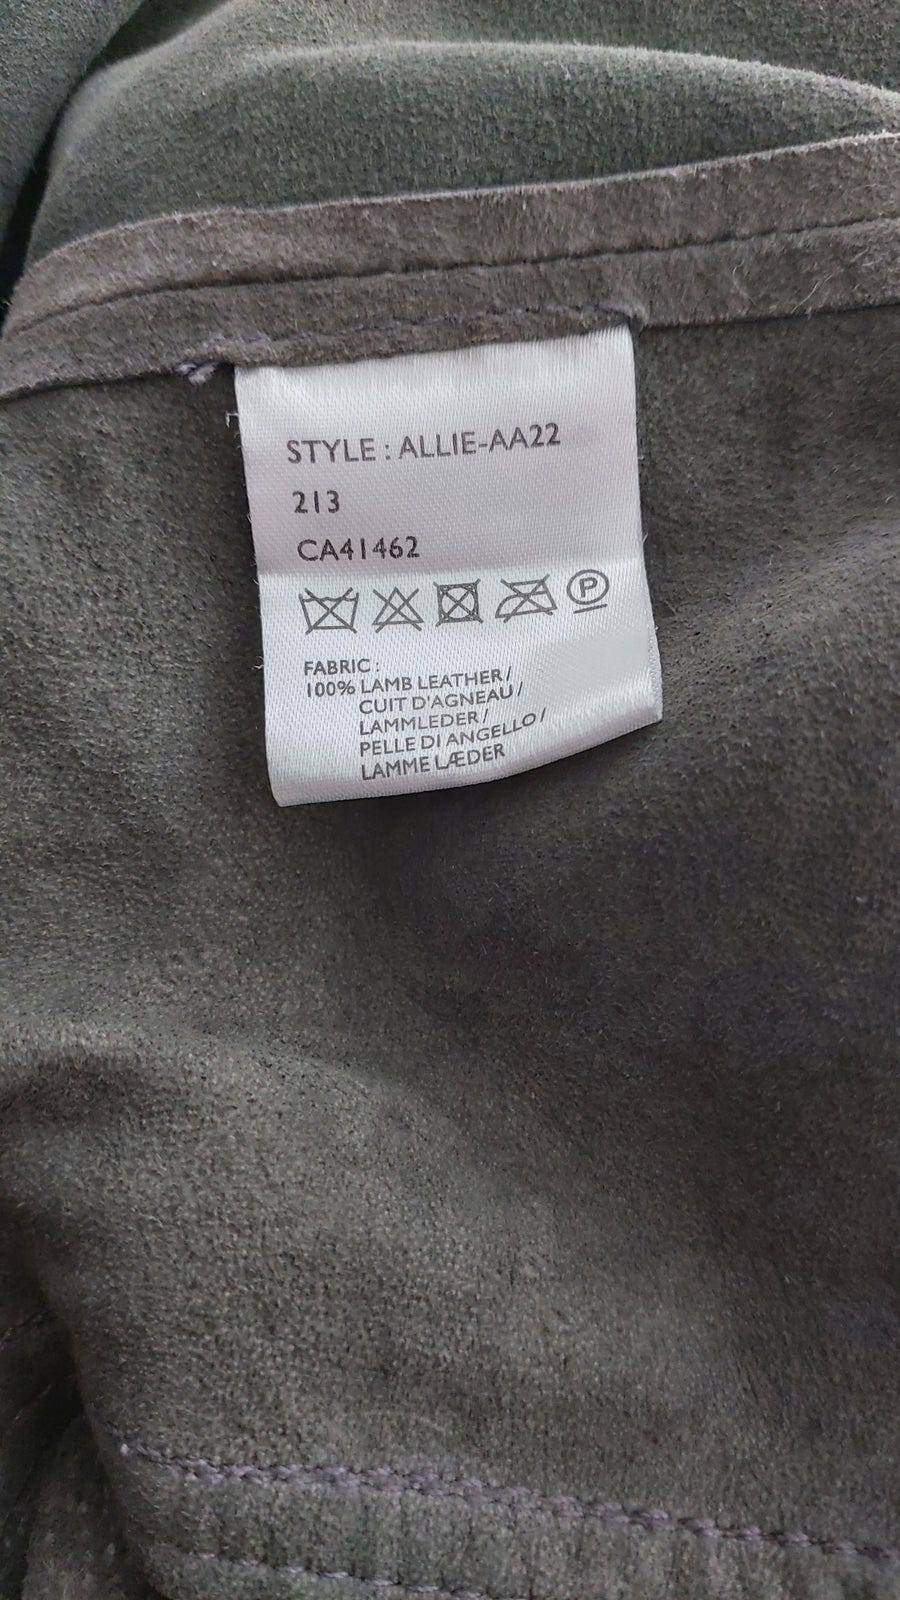 STYLE : ALLIE-AA22
213
CA41462
P
FABRIC :
100% LAMB LEATHER/
CUIT D'AGNEAU/
LAMMLEDER/
PELLE DI ANGELLO/
LAMME LÆDER